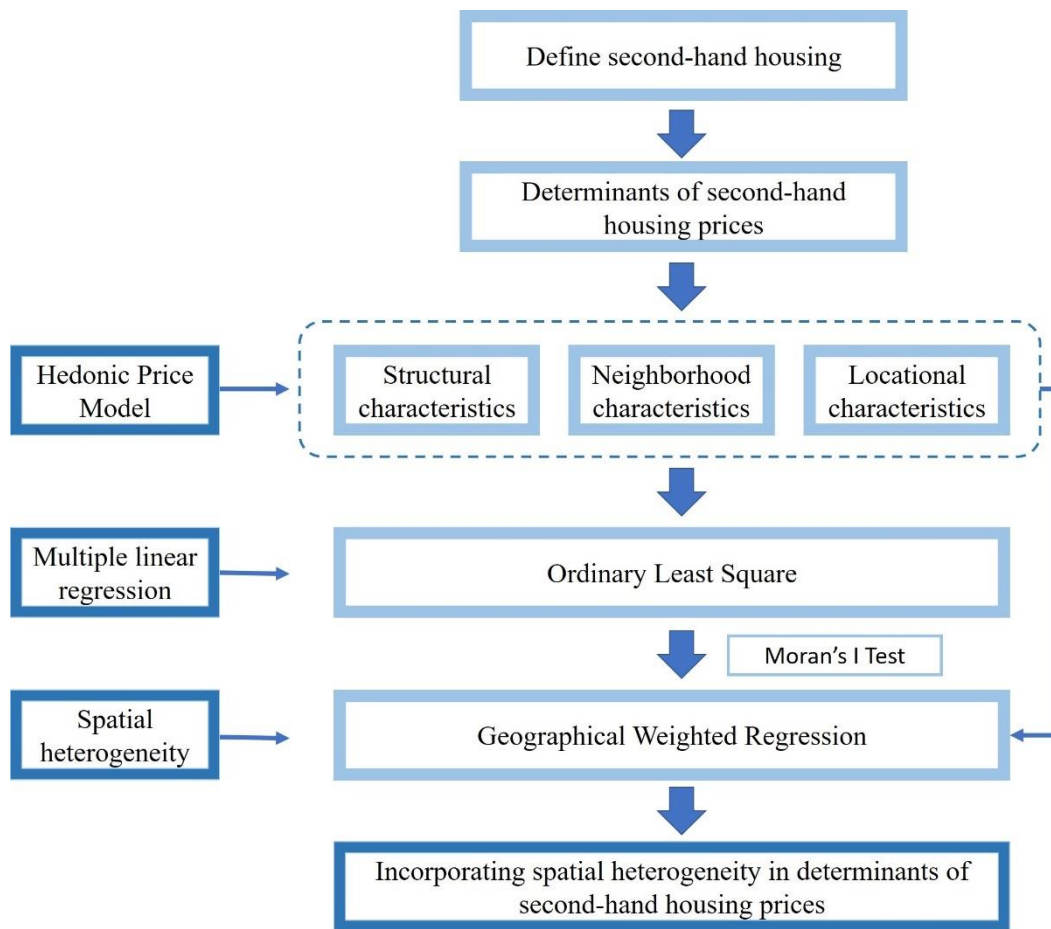 Define second-hand housing
Determinants of second-hand
housing prices
Hedonic Price
Model
Structural
characteristics
Neighborhood
characteristics
Locational
characteristics
Multiple linear
regression
Ordinary Least Square
Moran's I Test
Spatial
heterogeneity
Geographical Weighted Regression
Incorporating spatial heterogeneity in determinants of
second-hand housing prices